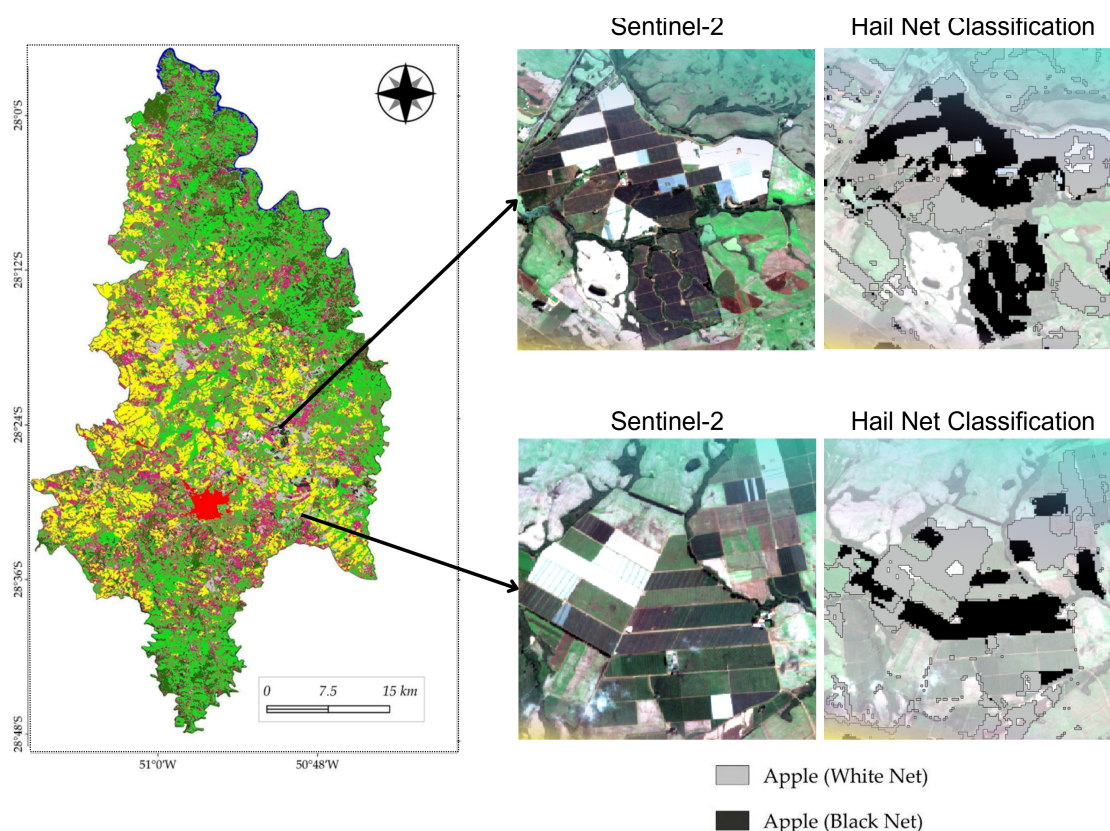 Sentinel-2
Hail Net Classification
28°0'S
28°12'S
28°24'S
28°36'S
28°48'S
0 7.5 15 km
51°0'W 50°48'W
Sentinel-2
Hail Net Classification
Apple (White Net)
Apple (Black Net)